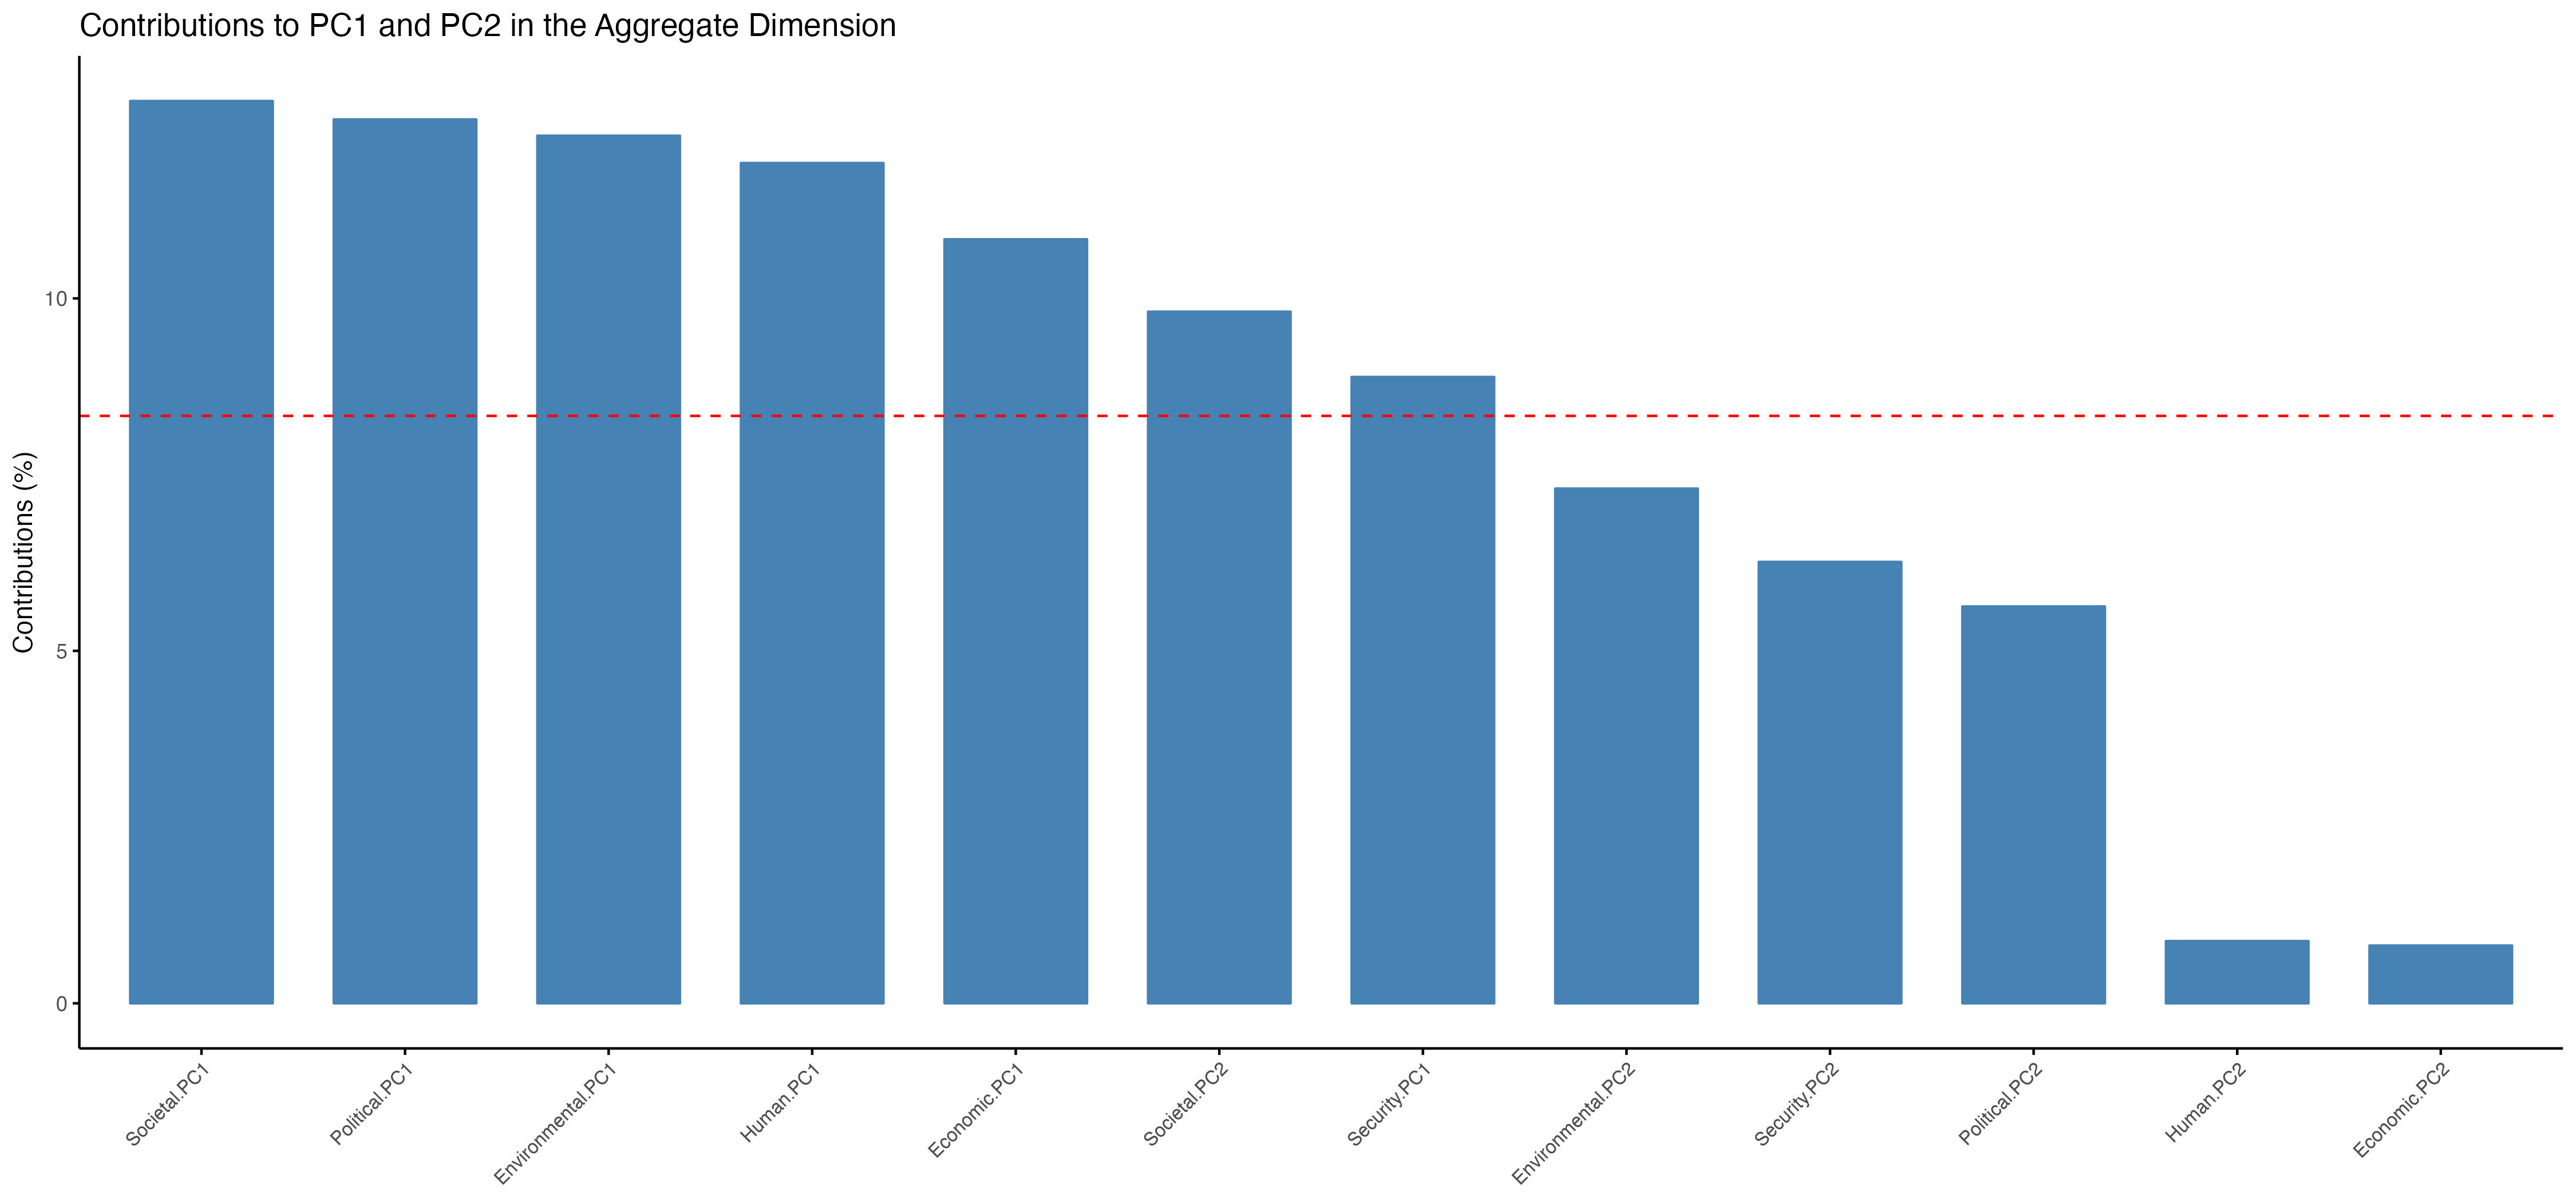 Contributions to PC1 and PC2 in the Aggregate Dimension
Contributions (%)
10
5
0
Societal.PC1
Political.PC1
Environmental.PC1
Human.PC1
Economic.PC1
Societal.PC2
Security.PC1
Environmental.PC2
Security.PC2
Political.PC2
Human.PC2
Economic.PC2